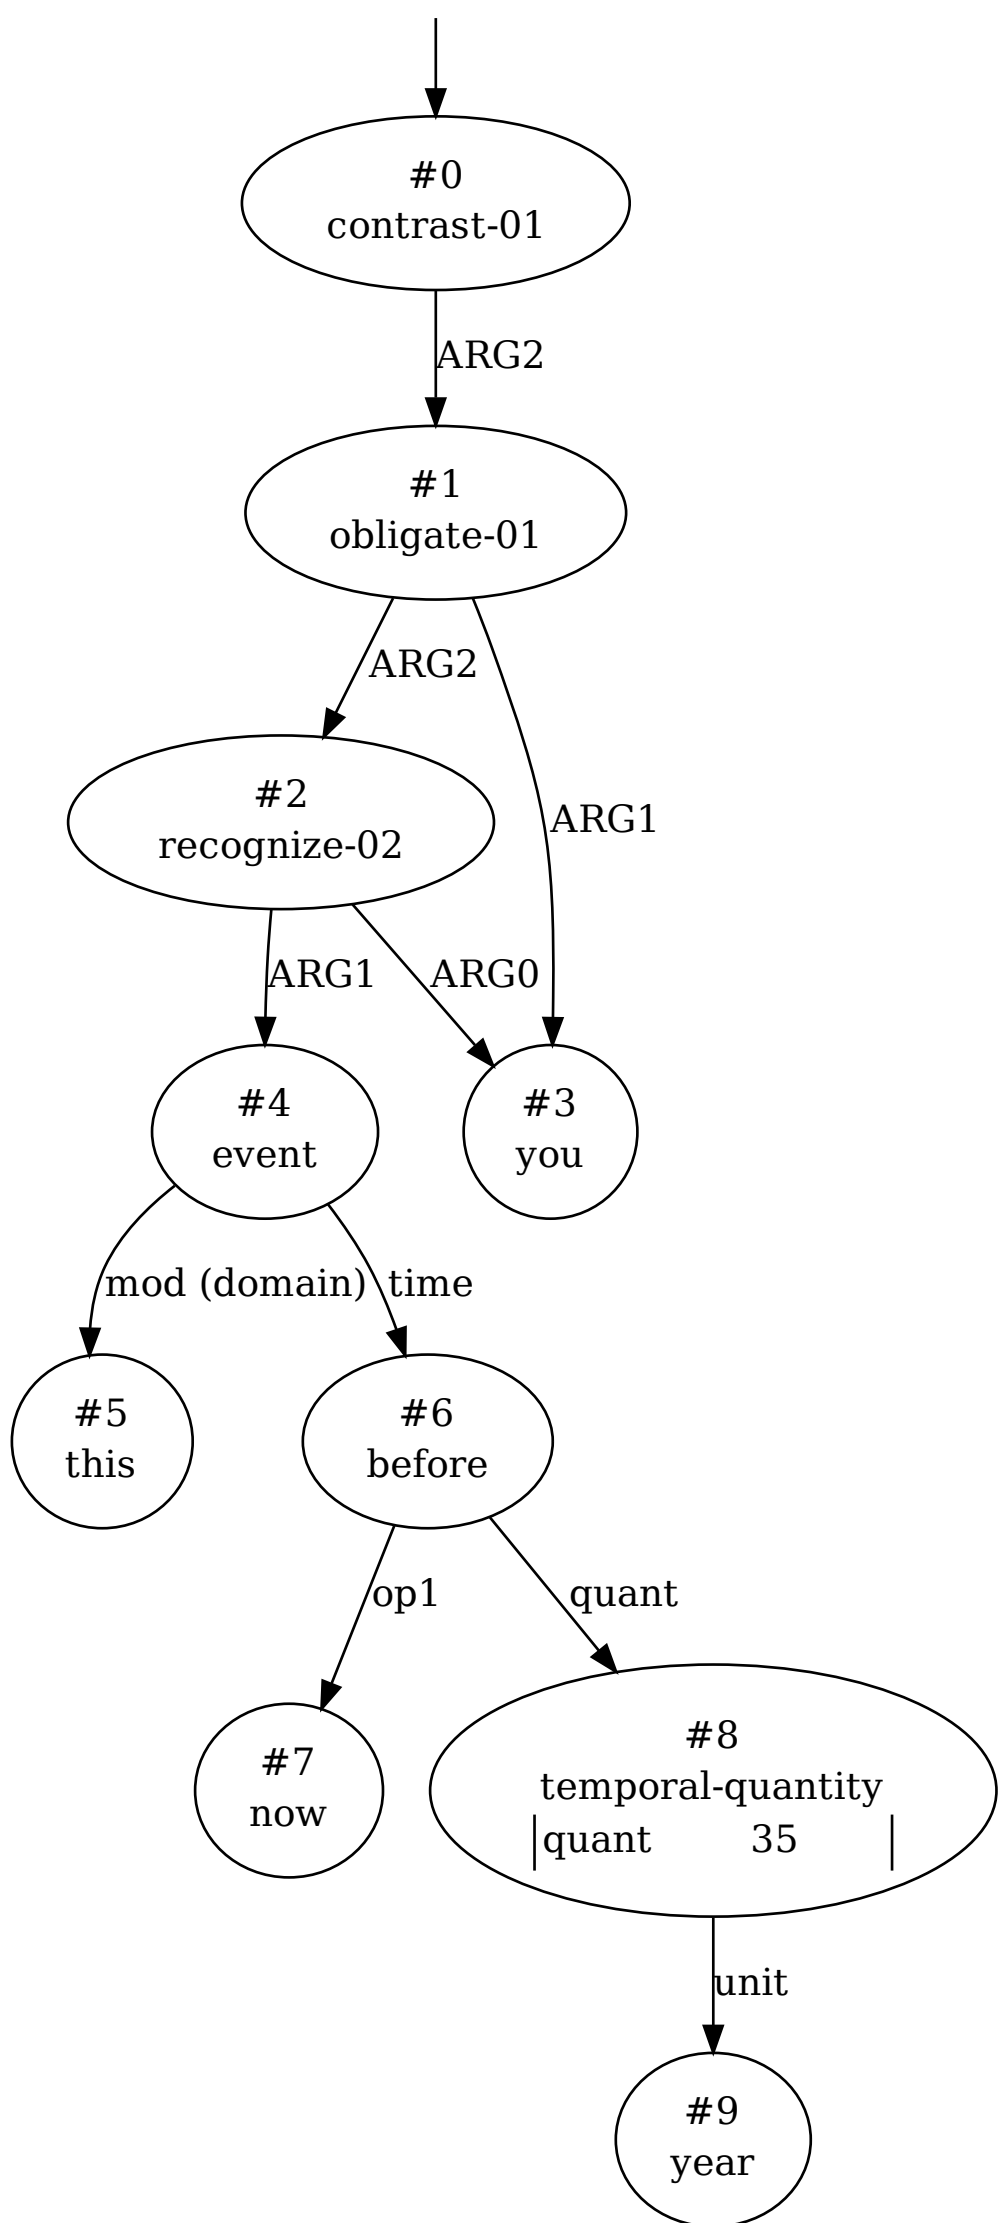 #0
contrast-01
ARG2
#1
obligate-01
ARG2
#2
recognize-02
ARG1
ARG1
ARG0
#4
event
#3
you
mod (domain)
time
#5
this
#6
before
op1
quant
#7
now
#8
temporal-quantity
quant 35
unit
#9
year